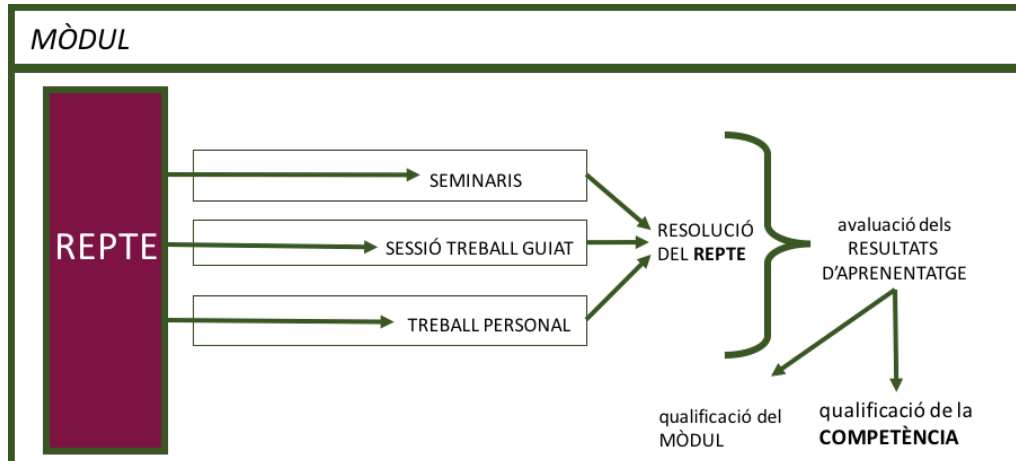 MÒDUL
REPTE
SEMINARIS
SESSIÓ TREBALL GUIAT
TREBALL PERSONAL
RESOLUCIÓ
DEL REPTE
avaluació dels
RESULTATS
D'APRENENTATGE
qualificació del
MÒDUL
qualificació de la
COMPETÈNCIA